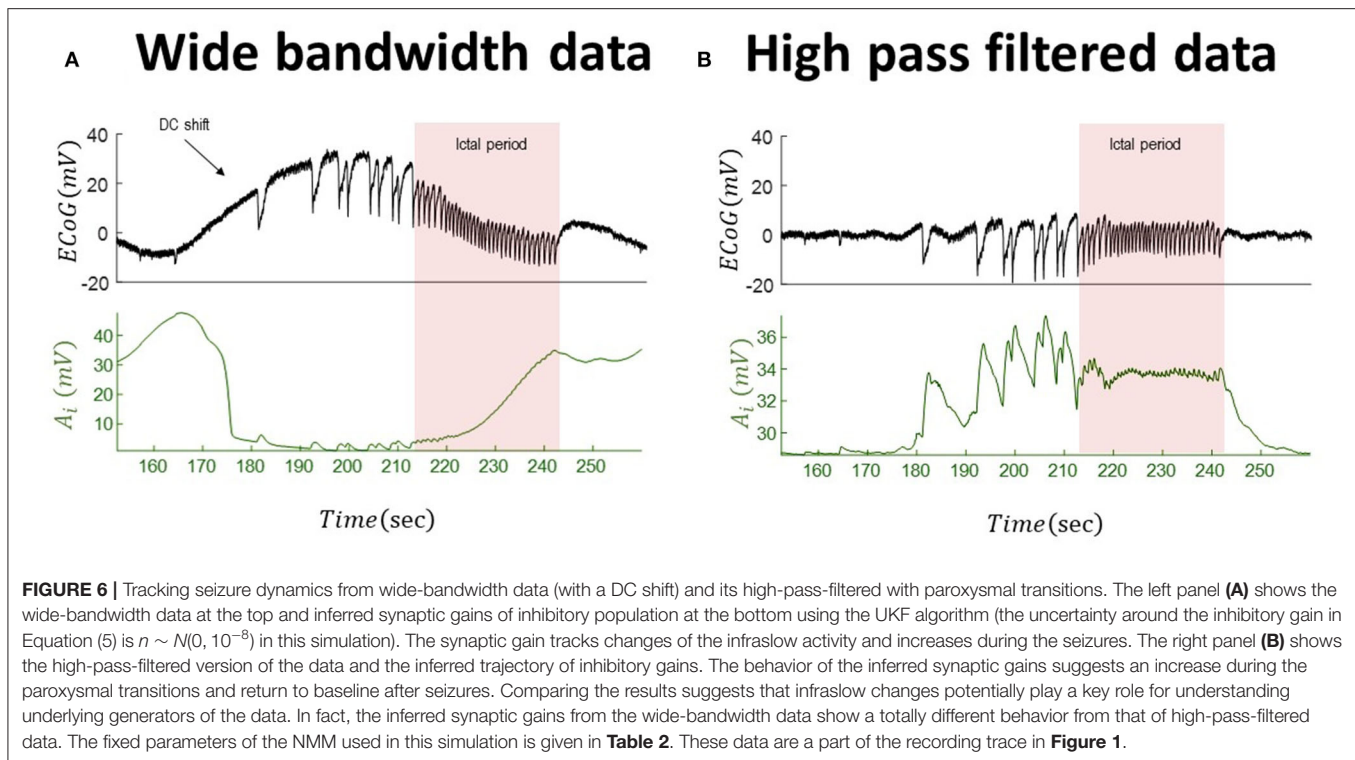 A Wide bandwidth data
B High pass filtered data
DC shift
Ictal period
ECoG(mV)
40
20
0
-20
A_i (mV)
40
30
20
10
160 170 180 190 200 210 220 230 240 250
Time(sec)
Ictal period
ECoG(mV)
40
20
0
-20
A_i (mV)
36
34
32
30
160 170 180 190 200 210 220 230 240 250
Time(sec)
FIGURE 6 | Tracking seizure dynamics from wide-bandwidth data (with a DC shift) and its high-pass-filtered with paroxysmal transitions. The left panel (A) shows the
wide-bandwidth data at the top and inferred synaptic gains of inhibitory population at the bottom using the UKF algorithm (the uncertainty around the inhibitory gain in
Equation (5) is n ∼ N(0, 10⁻⁸) in this simulation). The synaptic gain tracks changes of the infraslow activity and increases during the seizures. The right panel (B) shows
the high-pass-filtered version of the data and the inferred trajectory of inhibitory gains. The behavior of the inferred synaptic gains suggests an increase during the
paroxysmal transitions and return to baseline after seizures. Comparing the results suggests that infraslow changes potentially play a key role for understanding
underlying generators of the data. In fact, the inferred synaptic gains from the wide-bandwidth data show a totally different behavior from that of high-pass-filtered
data. The fixed parameters of the NMM used in this simulation is given in Table 2. These data are a part of the recording trace in Figure 1.